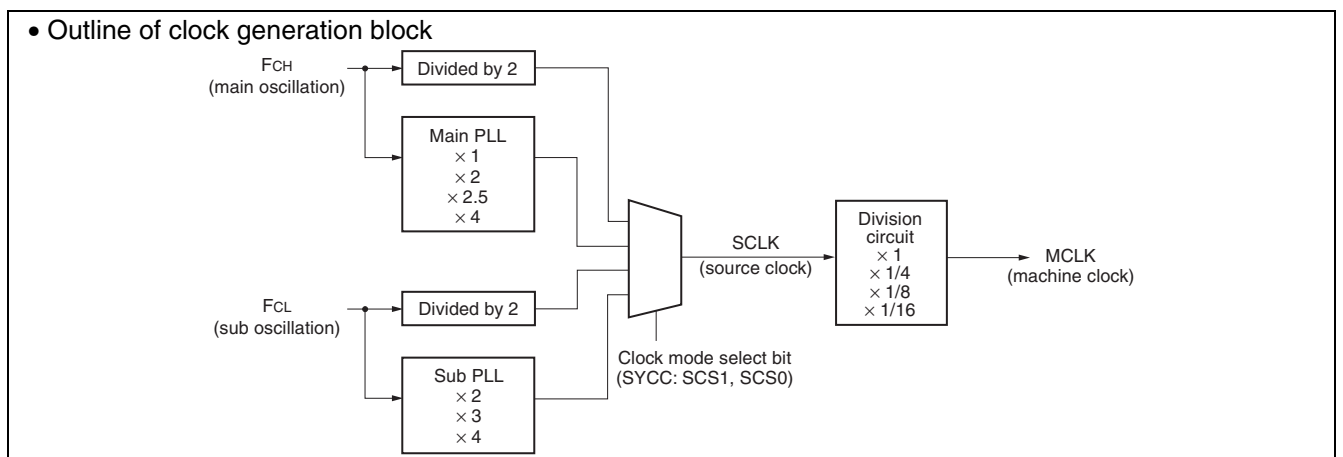 • Outline of clock generation block
FCH
(main oscillation)
Divided by 2
Main PLL
× 1
× 2
× 2.5
× 4
FCL
(sub oscillation)
Divided by 2
Sub PLL
× 2
× 3
× 4
Clock mode select bit
(SYCC: SCS1, SCS0)
SCLK
(source clock)
Division
circuit
× 1
× 1/4
× 1/8
× 1/16
MCLK
(machine clock)